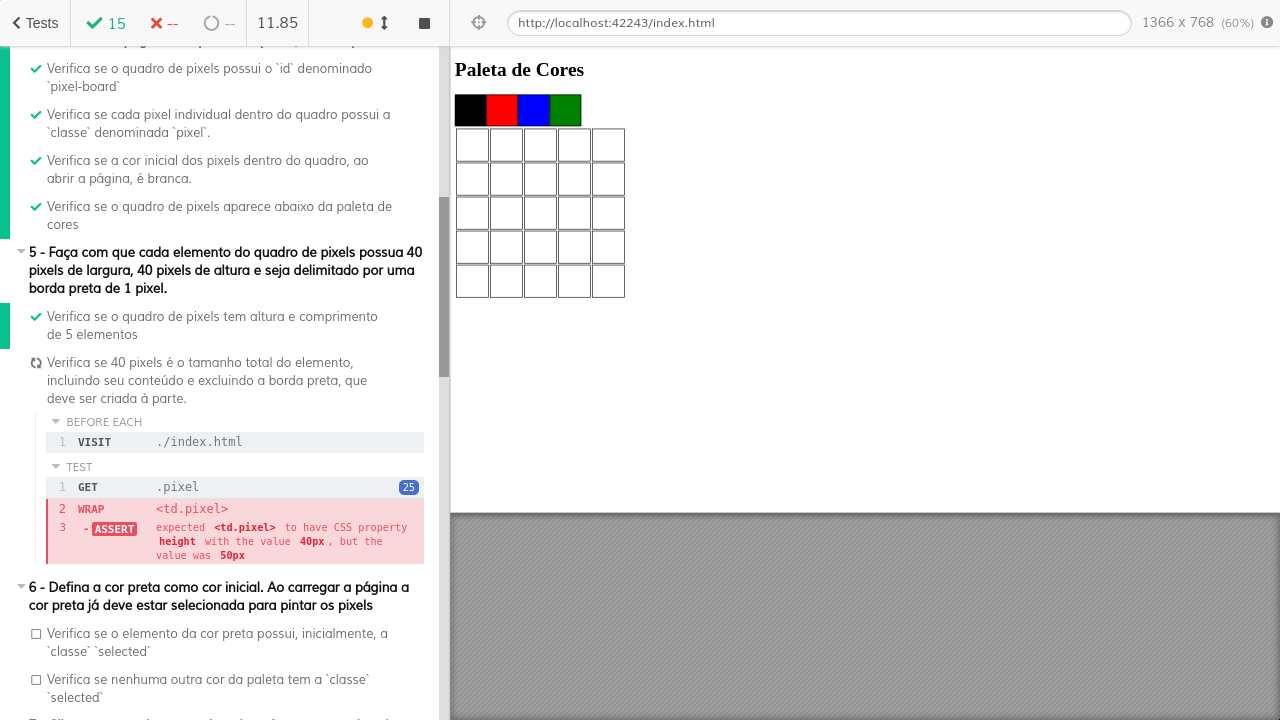 Tests
15
--
--
11.85
http://localhost:42243/index.html
1366 x 768 (60%)
Verifica se o quadro de pixels possui o `id` denominado
`pixel-board`
Verifica se cada pixel individual dentro do quadro possui a
`classe` denominada `pixel`.
Verifica se a cor inicial dos pixels dentro do quadro, ao
abrir a página, é branca.
Verifica se o quadro de pixels aparece abaixo da paleta de
cores
5 - Faça com que cada elemento do quadro de pixels possua 40
pixels de largura, 40 pixels de altura e seja delimitado por uma
borda preta de 1 pixel.
Verifica se o quadro de pixels tem altura e comprimento
de 5 elementos
Verifica se 40 pixels é o tamanho total do elemento,
incluindo seu conteúdo e excluindo a borda preta, que
deve ser criada à parte.
BEFORE EACH
1 VISIT ./index.html
TEST
1 GET .pixel 25
2 WRAP <td.pixel>
3 - ASSERT expected <td.pixel> to have CSS property
height with the value 40px, but the
value was 50px
6 - Defina a cor preta como cor inicial. Ao carregar a página a
cor preta já deve estar selecionada para pintar os pixels
Verifica se o elemento da cor preta possui, inicialmente, a
`classe` `selected`
Verifica se nenhuma outra cor da paleta tem a `classe`
`selected`
Paleta de Cores